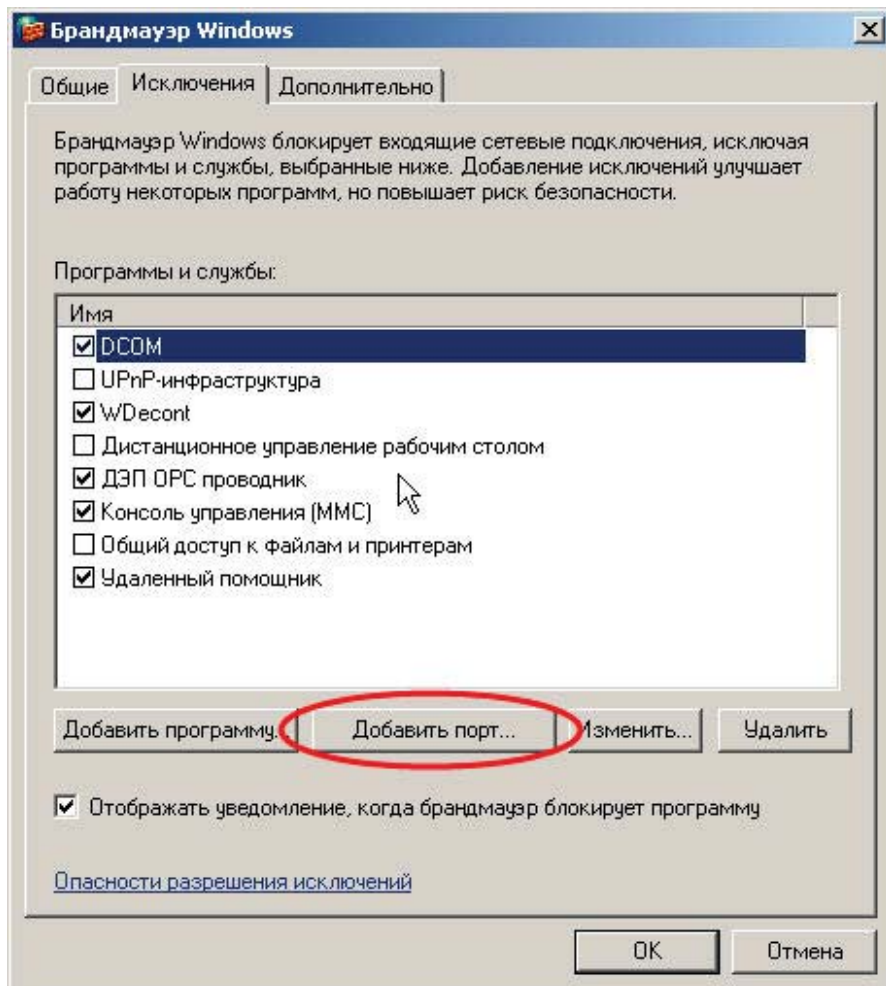 Брандмауэр Windows
Общие Исключения Дополнительно
Брандмауэр Windows блокирует входящие сетевые подключения, исключая
программы и службы, выбранные ниже. Добавление исключений улучшает
работу некоторых программ, но повышает риск безопасности.
Программы и службы:
Имя
DCOM
UPnP-инфраструктура
WDecont
Дистанционное управление рабочим столом
ДЭП OPC проводник
Консоль управления (MMC)
Общий доступ к файлам и принтерам
Удаленный помощник
Добавить программу... Добавить порт... Изменить... Удалить
Отображать уведомление, когда брандмауэр блокирует программу
Опасности разрешения исключений
OK Отмена